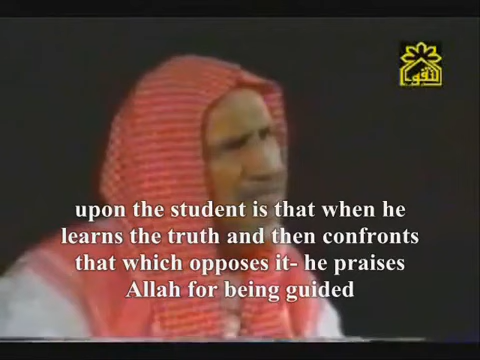 upon the student is that when he
learns the truth and then confronts
that which opposes it- he praises
Allah for being guided